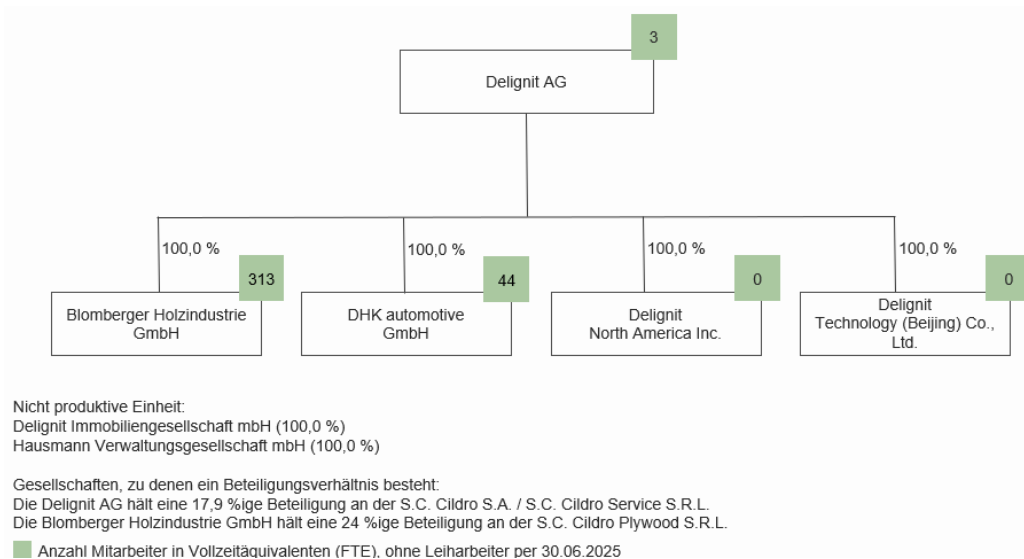 3
Delignit AG
100,0 %
100,0 %
100,0 %
100,0 %
313
44
0
0
Blomberger Holzindustrie
GmbH
DHK automotive
GmbH
Delignit
North America Inc.
Delignit
Technology (Beijing) Co.,
Ltd.
Nicht produktive Einheit:
Delignit Immobiliengesellschaft mbH (100,0 %)
Hausmann Verwaltungsgesellschaft mbH (100,0 %)
Gesellschaften, zu denen ein Beteiligungsverhältnis besteht:
Die Delignit AG hält eine 17,9 %ige Beteiligung an der S.C. Cildro S.A. / S.C. Cildro Service S.R.L.
Die Blomberger Holzindustrie GmbH hält eine 24 %ige Beteiligung an der S.C. Cildro Plywood S.R.L.
Anzahl Mitarbeiter in Vollzeitäquivalenten (FTE), ohne Leiharbeiter per 30.06.2025